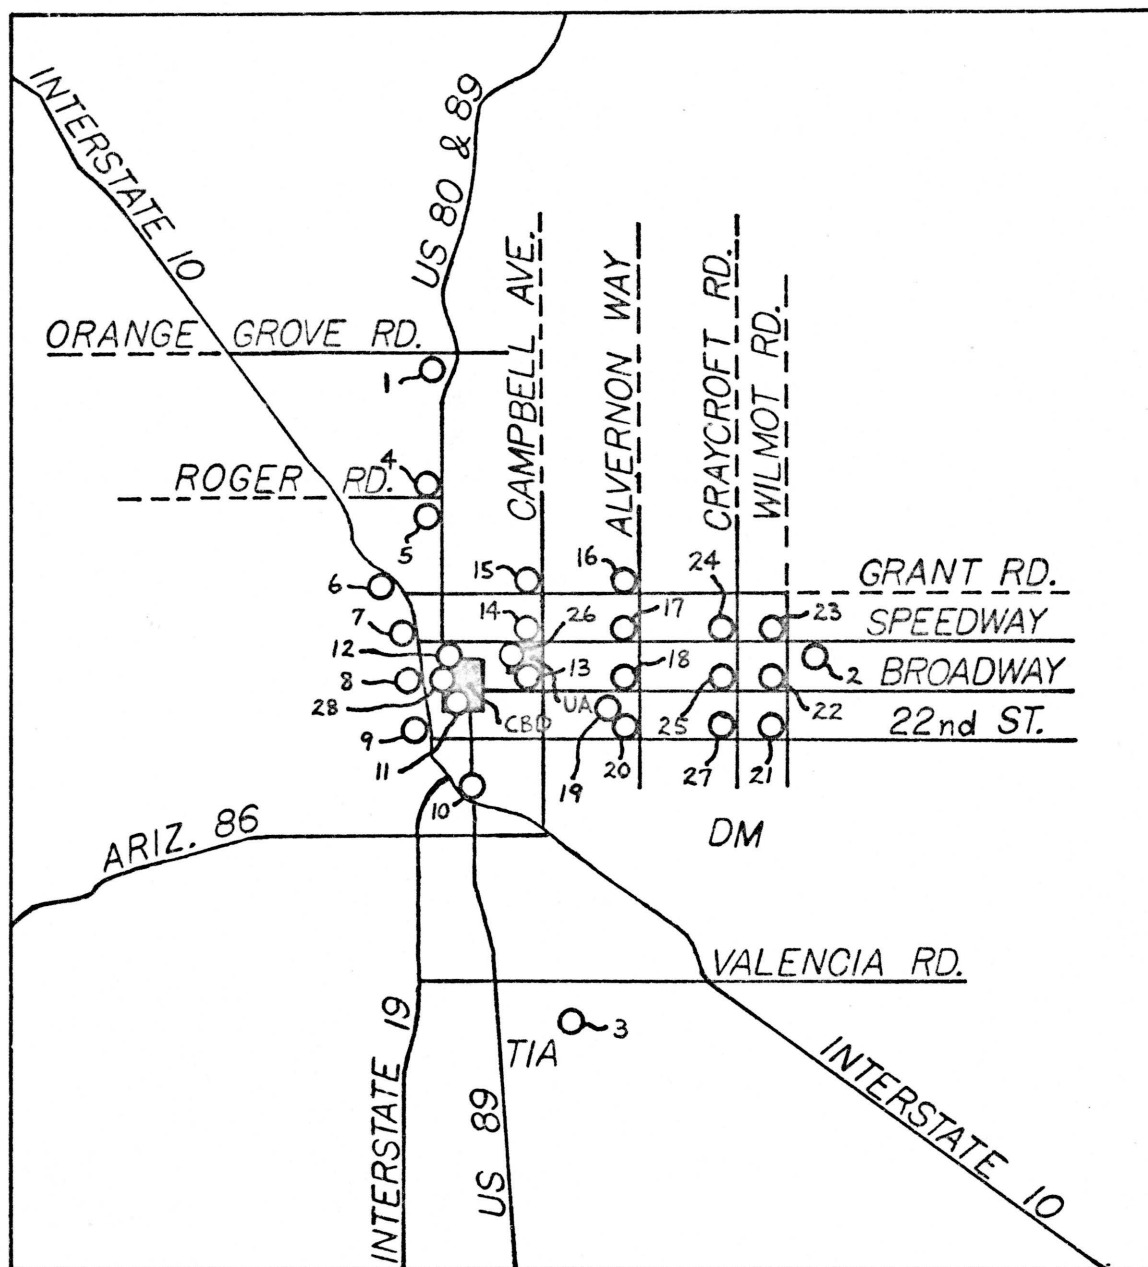 INTERSTATE 10
US 80 & 89
ORANGE GROVE RD.
1
CAMPBELL AVE.
ALVERNON WAY
CRAYCROFT RD.
WILMOT RD.
4
ROGER RD.
5
15
16
24
GRANT RD.
6
14
26
17
23
SPEEDWAY
7
12
13
18
2
BROADWAY
8
28
UA
22
CBD
25
22nd ST.
9
11
19
20
27
21
10
ARIZ. 86
DM
VALENCIA RD.
3
TIA
INTERSTATE 19
US 89
INTERSTATE 10